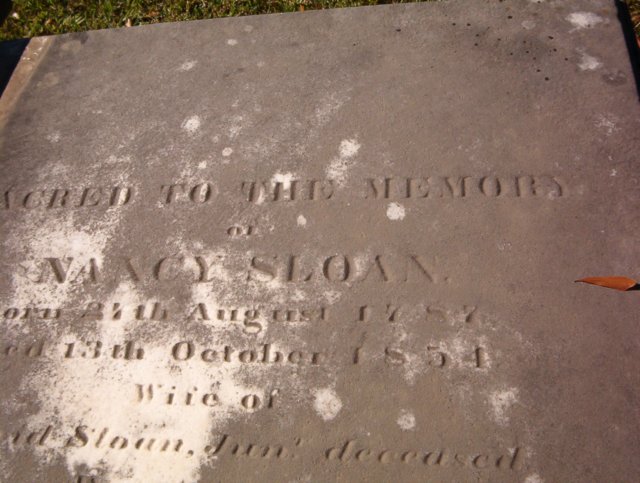 ACRED TO THE MEMORY
of
NANCY SLOAN.
orn 27th August 1787
ed 13th October 1854
Wife of
id Sloan, Junr. deceased